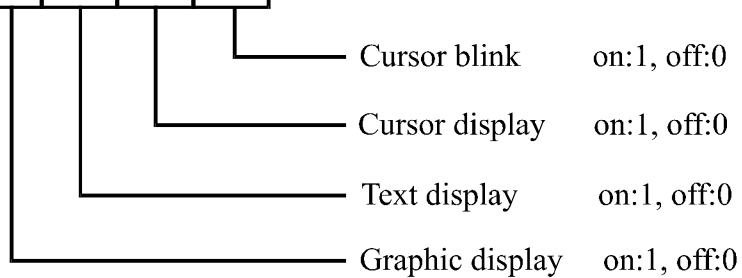 Cursor blink on:1, off:0
Cursor display on:1, off:0
Text display on:1, off:0
Graphic display on:1, off:0